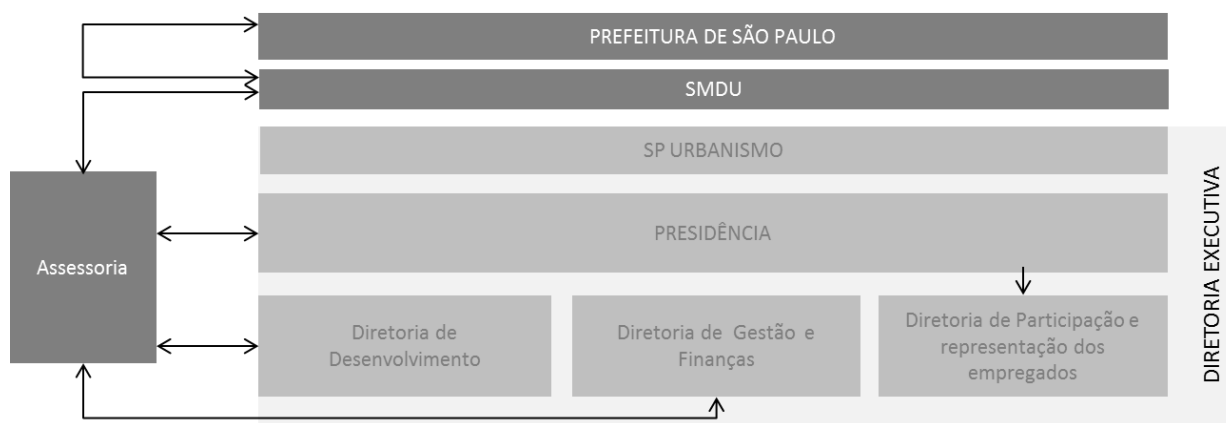 PREFEITURA DE SÃO PAULO
SMDU
SP URBANISMO
PRESIDÊNCIA
Assessoria
Diretoria de
Desenvolvimento
Diretoria de Gestão e
Finanças
Diretoria de Participação e
representação dos
empregados
DIRETORIA EXECUTIVA